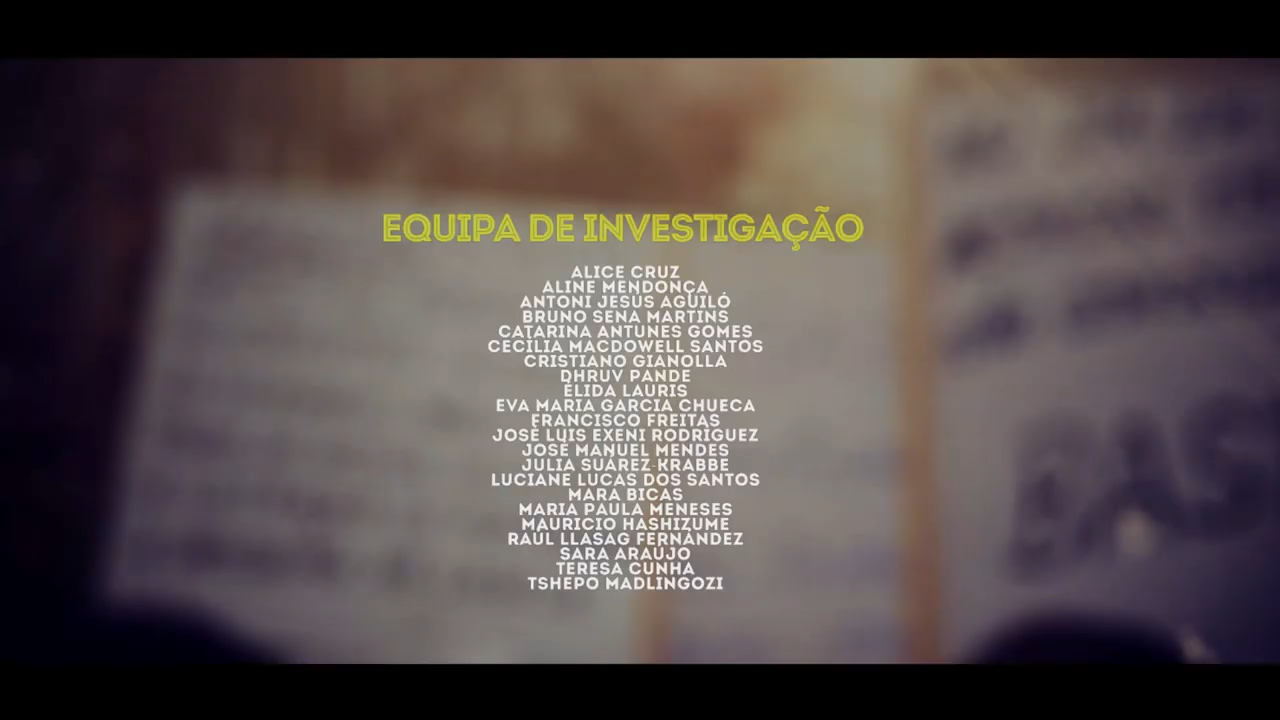 EQUIPA DE INVESTIGAÇÃO
ALICE CRUZ
ALINE MENDONÇA
ANTONI JESÚS AGUILÓ
BRUNO SENA MARTINS
CATARINA ANTUNES GOMES
CECÍLIA MACDOWELL SANTOS
CRISTIANO GIANOLLA
DHRUV PANDE
ÉLIDA LAURIS
EVA MARIA GARCIA CHUECA
FRANCISCO FREITAS
JOSÉ LUIS EXENI RODRÍGUEZ
JOSÉ MANUEL MENDES
JULIA SUÁREZ-KRABBE
LUCIANE LUCAS DOS SANTOS
MARA BICAS
MARIA PAULA MENESES
MAURICIO HASHIZUME
RAÚL LLASAG FERNÁNDEZ
SARA ARAÚJO
TERESA CUNHA
TSHEPO MADLINGOZI